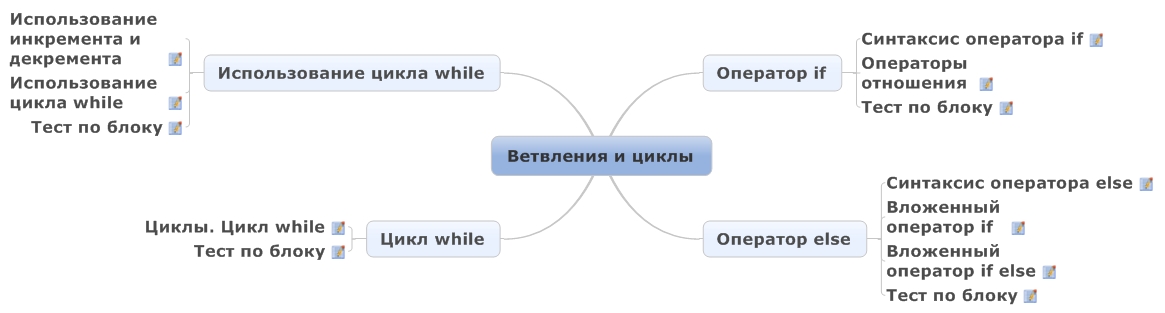 Использование
инкремента и
декремента
Использование
цикла while
Тест по блоку
Использование цикла while
Оператор if
Синтаксис оператора if
Операторы
отношения
Тест по блоку
Ветвления и циклы
Циклы. Цикл while
Тест по блоку
Цикл while
Оператор else
Синтаксис оператора else
Вложенный
оператор if
Вложенный
оператор if else
Тест по блоку